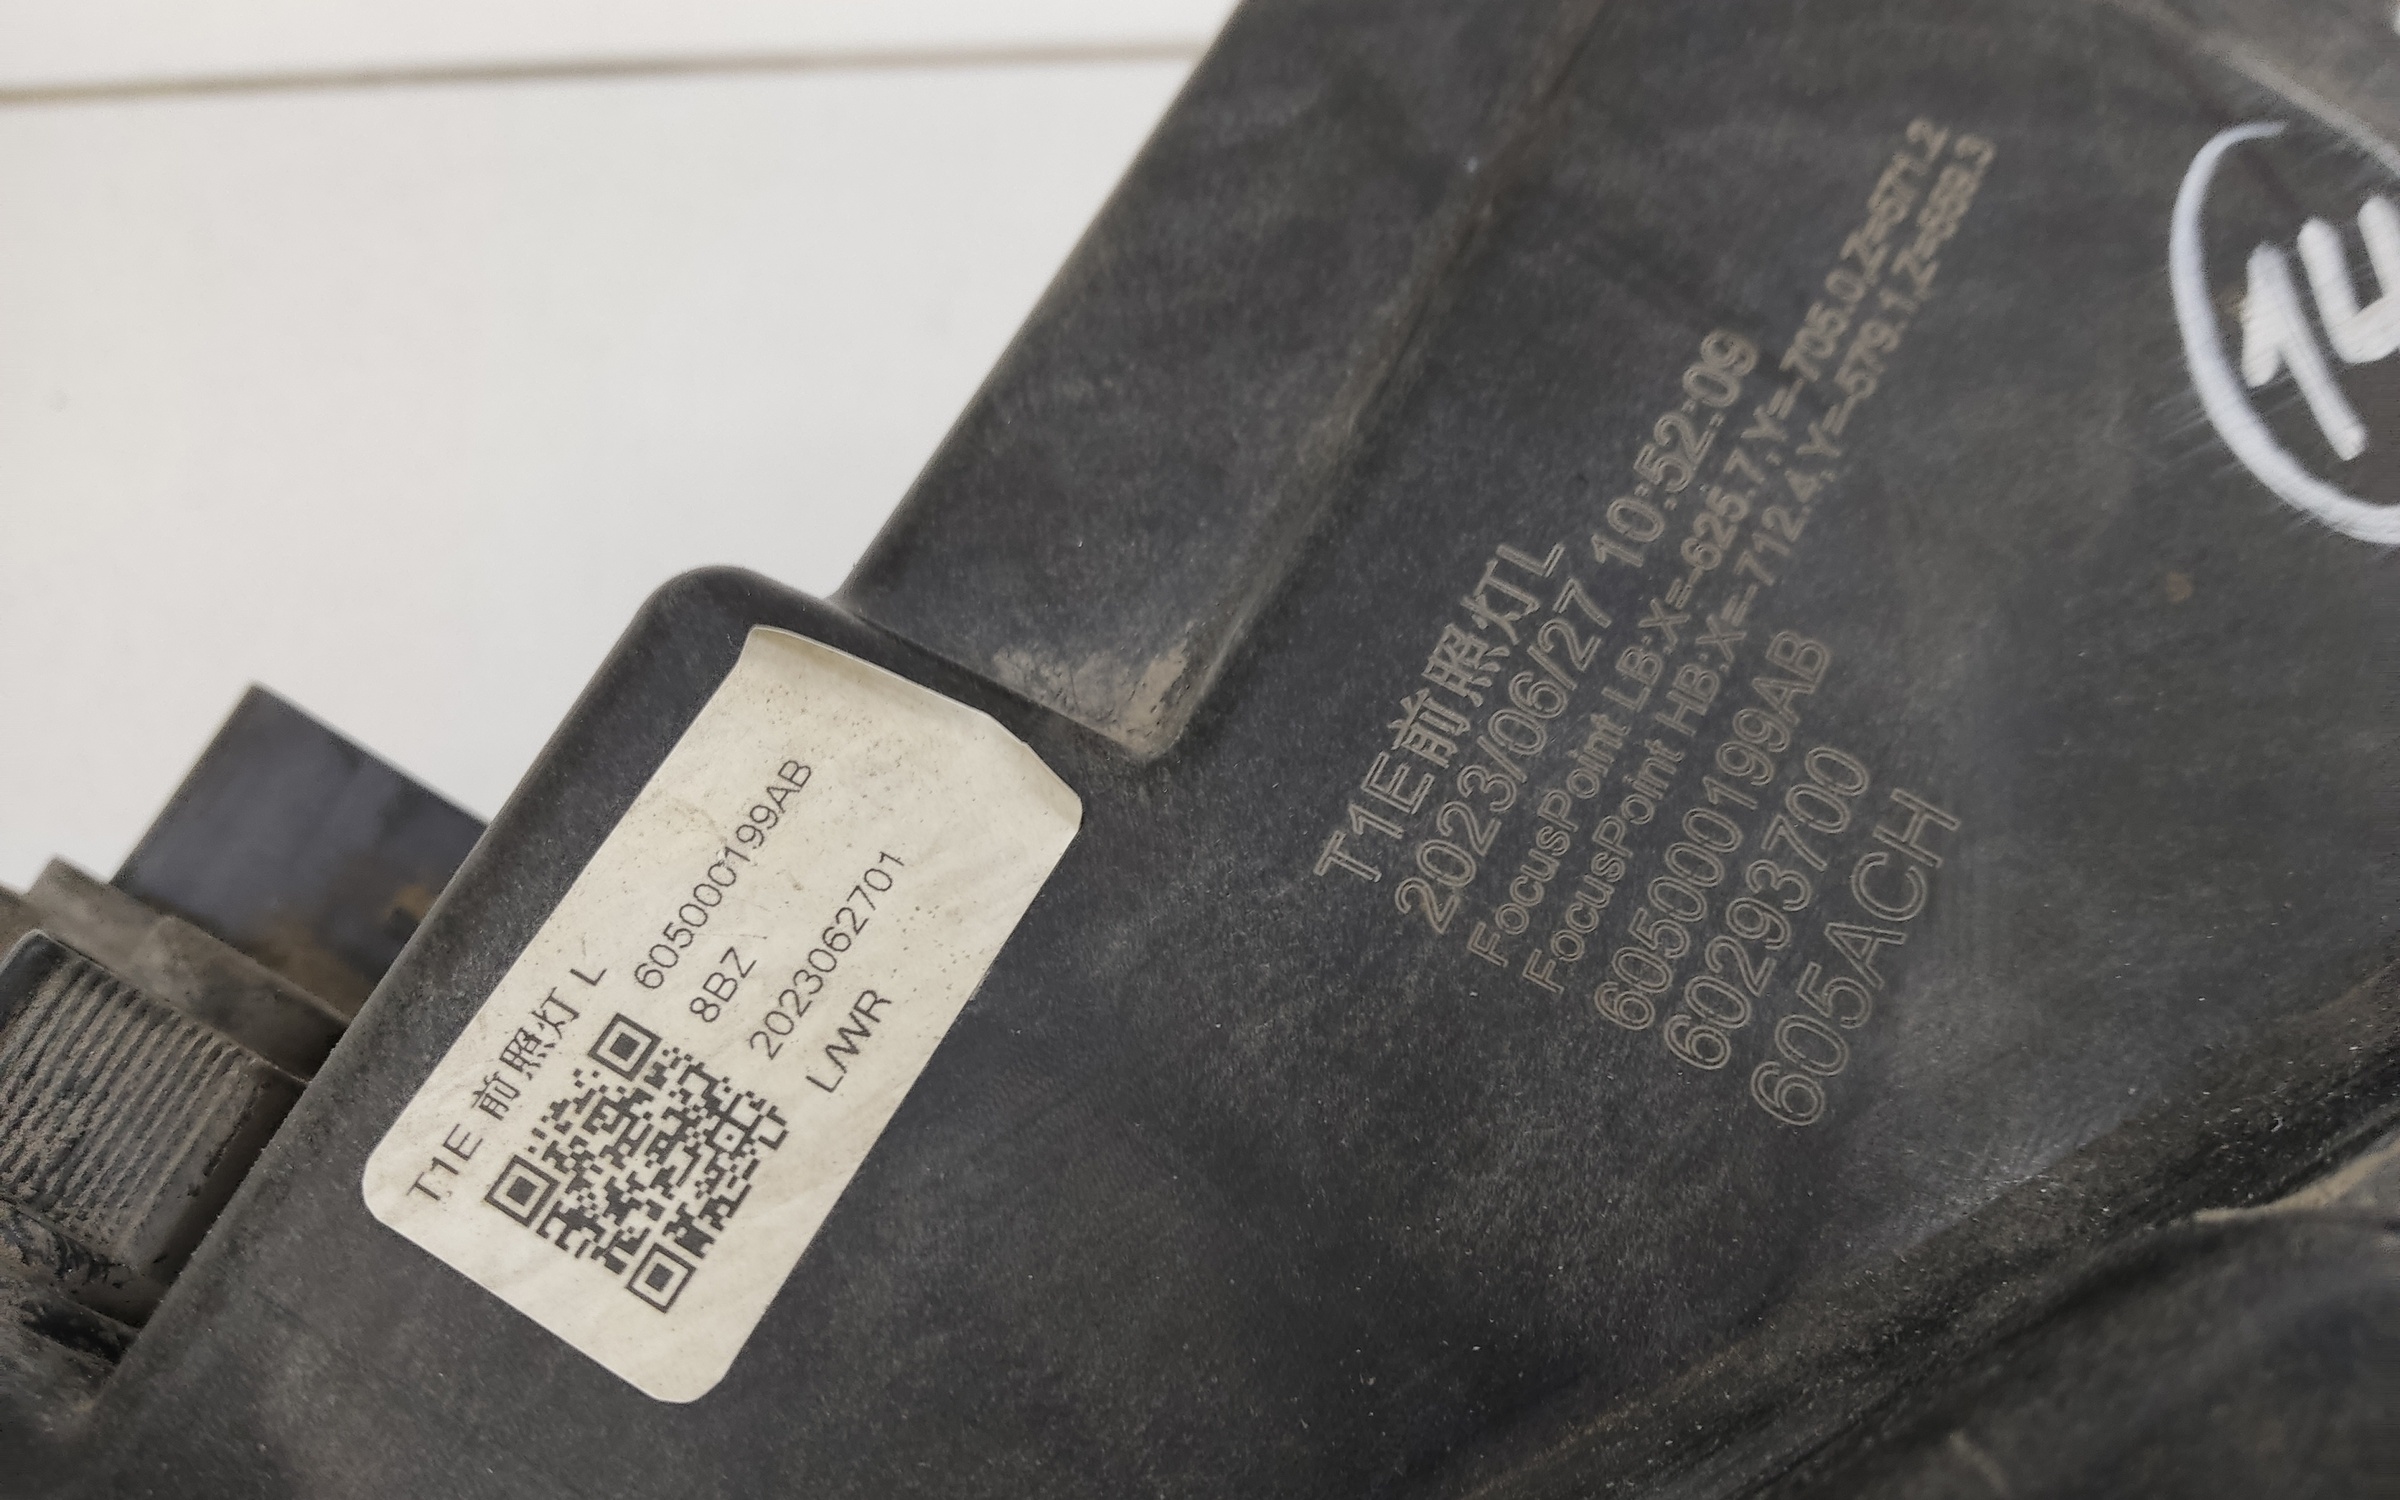 T1E 前照灯 L
605000199AB
8BZ
2023062701
L/WR
T1E前照灯L
2023/06/27 10:52:09
FocusPoint LB:X=-625.7,Y=-705.0,Z=571.2
FocusPoint HB:X=-712.4,Y=-579.1,Z=559.3
605000199AB
60293700
605ACH
14